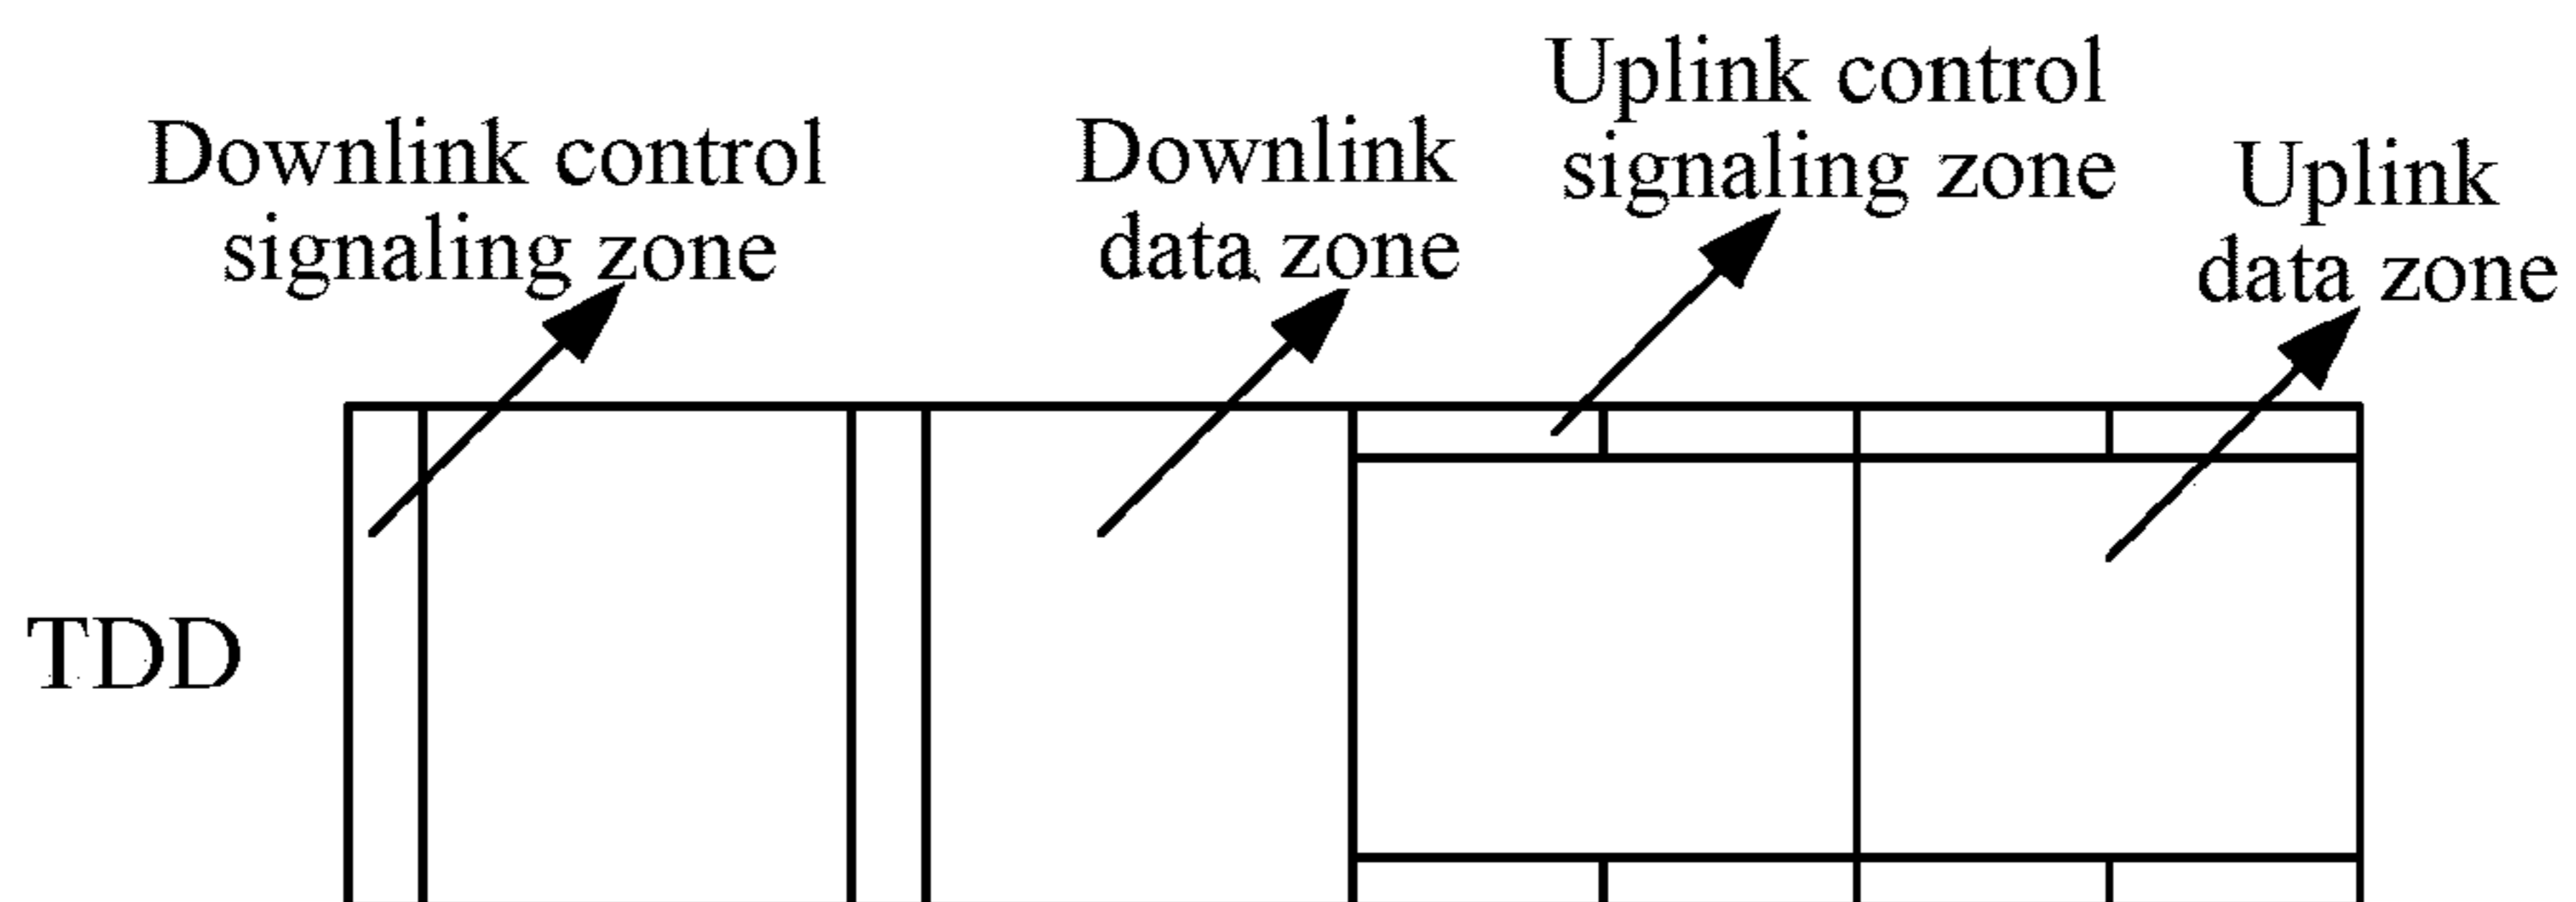 Downlink control
signaling zone
Downlink
data zone
Uplink control
signaling zone
Uplink
data zone
TDD